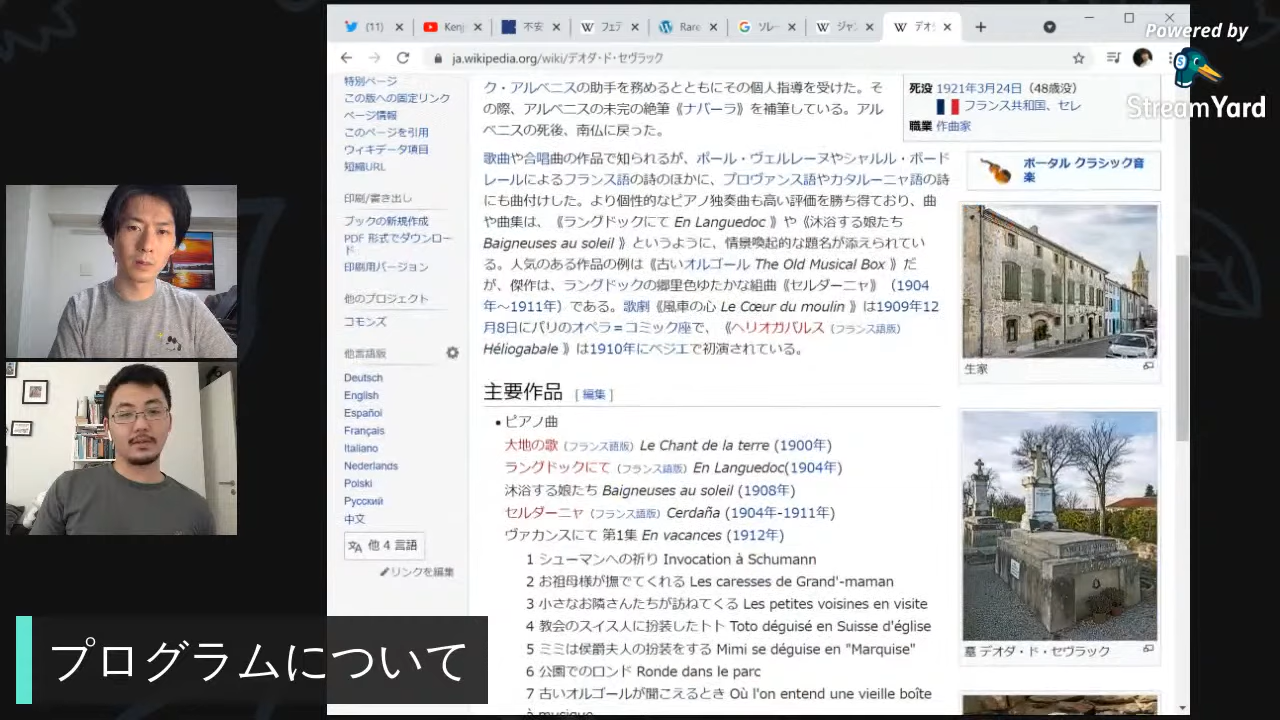 (11)
Kenj
不安
フェラ
Rare
ソレー
ジャン
デオダ
Powered by
StreamYard
ja.wikipedia.org/wiki/デオダ・ド・セヴラック
特別ページ
この版への固定リンク
ページ情報
このページを引用
ウィキデータ項目
短縮URL
印刷/書き出し
ブックの新規作成
PDF 形式でダウンロー
ド
印刷用バージョン
他のプロジェクト
コモンズ
他言語版
Deutsch
English
Español
Français
Italiano
Nederlands
Polski
Русский
中文
他 4 言語
リンクを編集
ク・アルベニスの助手を務めるとともにその個人指導を受けた。そ
の際、アルベニスの未完の絶筆《ナバーラ》を補筆している。アル
ベニスの死後、南仏に戻った。
歌曲や合唱曲の作品で知られるが、ポール・ヴェルレーヌやシャルル・ボード
レールによるフランス語の詩のほかに、プロヴァンス語やカタルーニャ語の詩
にも曲付けした。より個性的なピアノ独奏曲も高い評価を勝ち得ており、曲
や曲集は、《ラングドックにて En Languedoc 》や《沐浴する娘たち
Baigneuses au soleil 》というように、情景喚起的な題名が添えられてい
る。人気のある作品の例は《古いオルゴール The Old Musical Box 》だ
が、傑作は、ラングドックの郷里色ゆたかな組曲《セルダーニャ》（1904
年～1911年）である。歌劇《風車の心 Le Cœur du moulin 》は1909年12
月8日にパリのオペラ＝コミック座で、《ヘリオガバルス (フランス語版)
Héliogabale 》は1910年にベジエで初演されている。
主要作品 [ 編集 ]
• ピアノ曲
大地の歌 (フランス語版) Le Chant de la terre (1900年)
ラングドックにて (フランス語版) En Languedoc(1904年)
沐浴する娘たち Baigneuses au soleil (1908年)
セルダーニャ (フランス語版) Cerdaña (1904年-1911年)
ヴァカンスにて 第1集 En vacances (1912年)
1 シューマンへの祈り Invocation à Schumann
2 お祖母様が撫でてくれる Les caresses de Grand'-maman
3 小さなお隣さんたちが訪ねてくる Les petites voisines en visite
4 教会のスイス人に扮装したトト Toto déguisé en Suisse d'église
5 ミミは侯爵夫人の扮装をする Mimi se déguise en "Marquise"
6 公園でのロンド Ronde dans le parc
7 古いオルゴールが聞こえるとき Où l'on entend une vieille boîte
à musique
死没 1921年3月24日（48歳没）
フランス共和国、セレ
職業 作曲家
ポータル クラシック音
楽
生家
墓 デオダ・ド・セヴラック
プログラムについて